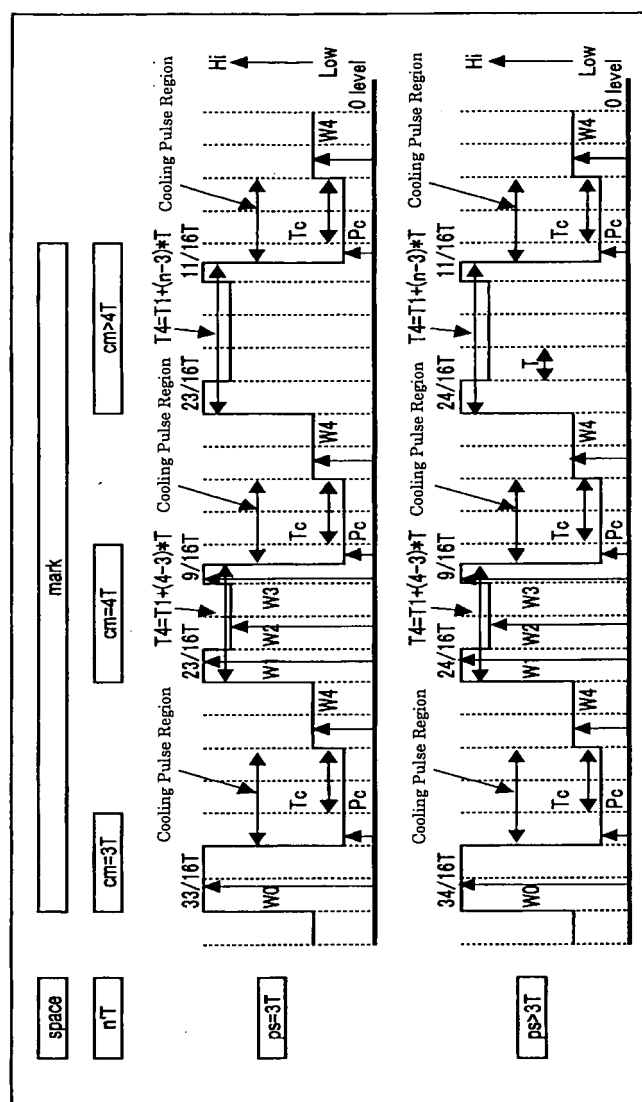 space
mark
n'T
cm=3T
cm=4T
cm>4T
ps=3T
33/16T
W0
Cooling Pulse Region
Tc
Pc
W4
23/16T
T4=T1+(4-3)*T
9/16T
W1
W2
W3
Cooling Pulse Region
Tc
Pc
W4
23/16T
T4=T1+(n-3)*T
11/16T
Cooling Pulse Region
Tc
Pc
W4
Hi
Low
0 level
ps>3T
34/16T
W0
Cooling Pulse Region
Tc
Pc
W4
24/16T
T4=T1+(4-3)*T
9/16T
W1
W2
W3
Cooling Pulse Region
Tc
Pc
W4
24/16T
T4=T1+(n-3)*T
T
11/16T
Cooling Pulse Region
Tc
Pc
W4
Hi
Low
0 level